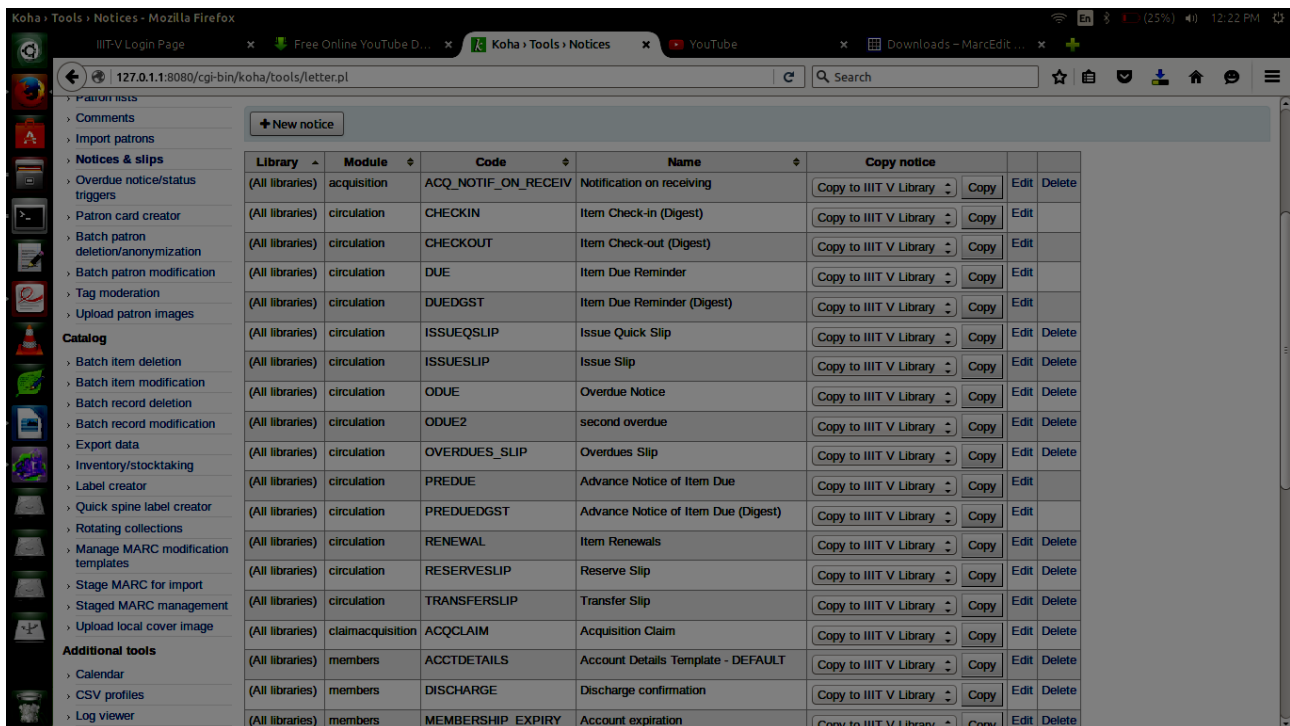 Koha › Tools › Notices - Mozilla Firefox
En (25%) 12:22 PM
IIIT-V Login Page × Free Online YouTube D... × Koha › Tools › Notices × YouTube × Downloads – MarcEdit ... ×
127.0.1.1:8080/cgi-bin/koha/tools/letter.pl Search
› Patron lists
› Comments
› Import patrons
› Notices & slips
› Overdue notice/status
triggers
› Patron card creator
› Batch patron
deletion/anonymization
› Batch patron modification
› Tag moderation
› Upload patron images
Catalog
› Batch item deletion
› Batch item modification
› Batch record deletion
› Batch record modification
› Export data
› Inventory/stocktaking
› Label creator
› Quick spine label creator
› Rotating collections
› Manage MARC modification
templates
› Stage MARC for import
› Staged MARC management
› Upload local cover image
Additional tools
› Calendar
› CSV profiles
› Log viewer
+ New notice
Library Module Code Name Copy notice
(All libraries) acquisition ACQ_NOTIF_ON_RECEIV Notification on receiving Copy to IIIT V Library Copy Edit Delete
(All libraries) circulation CHECKIN Item Check-in (Digest) Copy to IIIT V Library Copy Edit
(All libraries) circulation CHECKOUT Item Check-out (Digest) Copy to IIIT V Library Copy Edit
(All libraries) circulation DUE Item Due Reminder Copy to IIIT V Library Copy Edit
(All libraries) circulation DUEDGST Item Due Reminder (Digest) Copy to IIIT V Library Copy Edit
(All libraries) circulation ISSUEQSLIP Issue Quick Slip Copy to IIIT V Library Copy Edit Delete
(All libraries) circulation ISSUESLIP Issue Slip Copy to IIIT V Library Copy Edit Delete
(All libraries) circulation ODUE Overdue Notice Copy to IIIT V Library Copy Edit Delete
(All libraries) circulation ODUE2 second overdue Copy to IIIT V Library Copy Edit Delete
(All libraries) circulation OVERDUES_SLIP Overdues Slip Copy to IIIT V Library Copy Edit Delete
(All libraries) circulation PREDUE Advance Notice of Item Due Copy to IIIT V Library Copy Edit
(All libraries) circulation PREDUEDGST Advance Notice of Item Due (Digest) Copy to IIIT V Library Copy Edit
(All libraries) circulation RENEWAL Item Renewals Copy to IIIT V Library Copy Edit Delete
(All libraries) circulation RESERVESLIP Reserve Slip Copy to IIIT V Library Copy Edit Delete
(All libraries) circulation TRANSFERSLIP Transfer Slip Copy to IIIT V Library Copy Edit Delete
(All libraries) claimacquisition ACQCLAIM Acquisition Claim Copy to IIIT V Library Copy Edit Delete
(All libraries) members ACCTDETAILS Account Details Template - DEFAULT Copy to IIIT V Library Copy Edit Delete
(All libraries) members DISCHARGE Discharge confirmation Copy to IIIT V Library Copy Edit Delete
(All libraries) members MEMBERSHIP_EXPIRY Account expiration Copy to IIIT V Library Copy Edit Delete